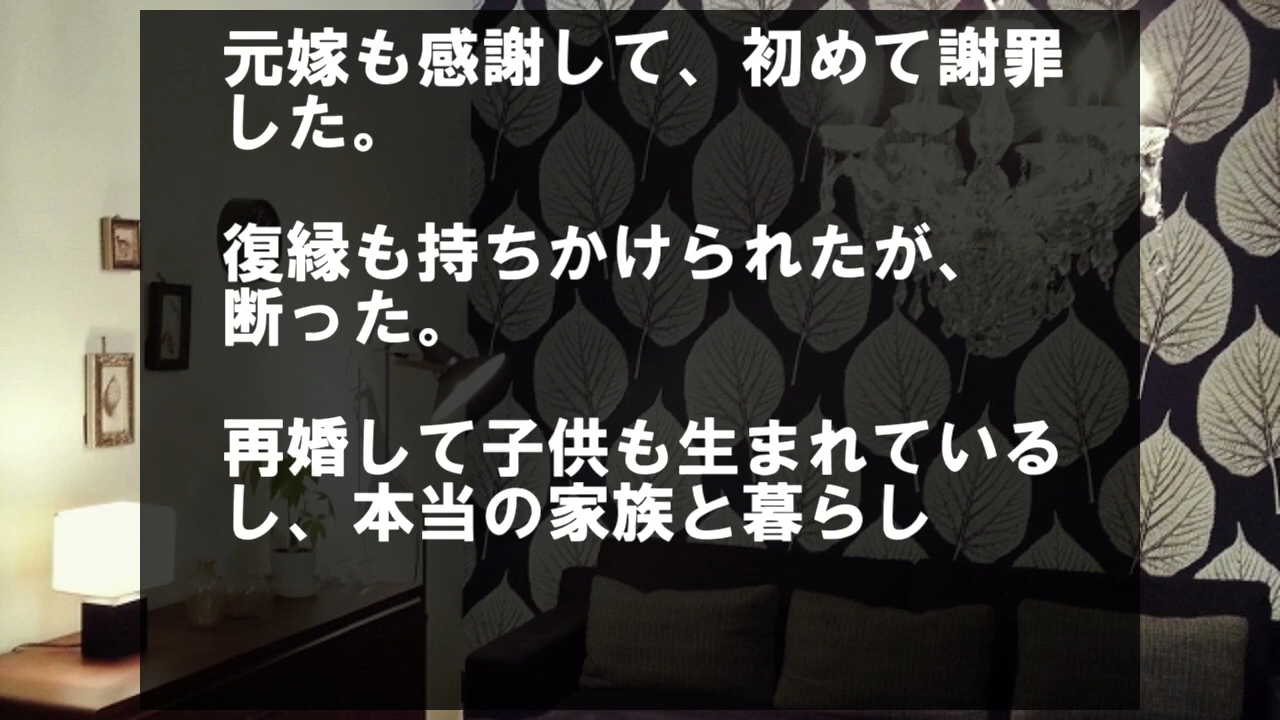 元嫁も感謝して、初めて謝罪
した。
復縁も持ちかけられたが、
断った。
再婚して子供も生まれている
し、本当の家族と暮らし